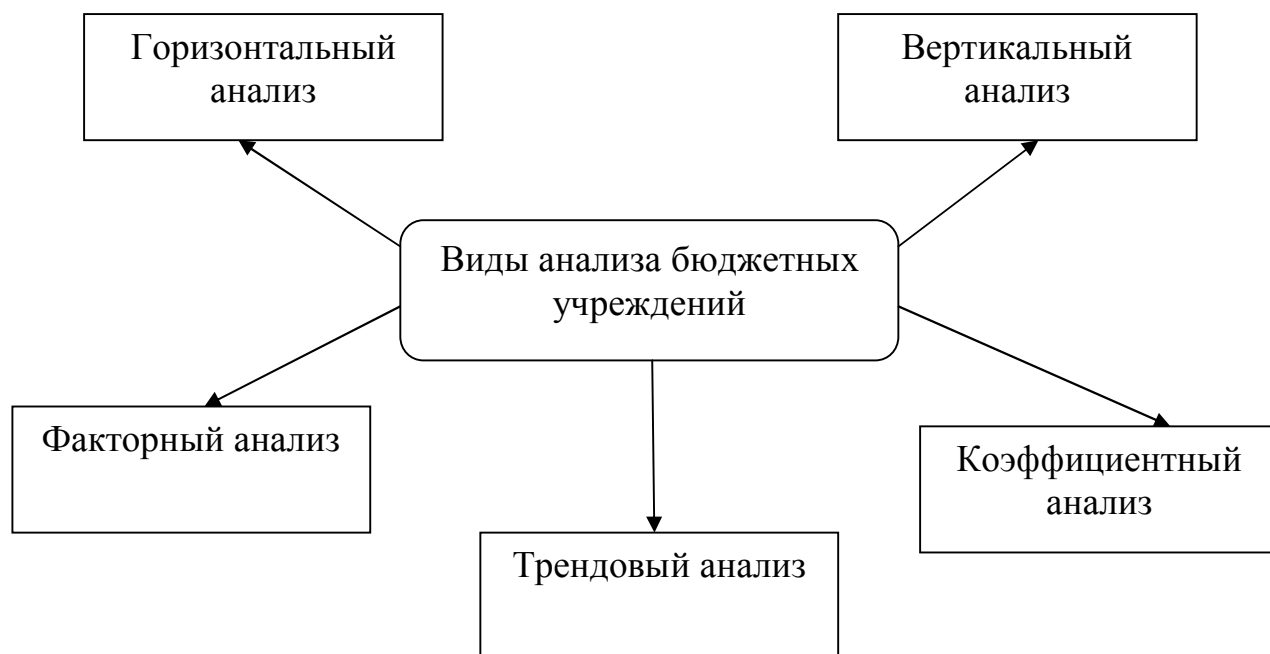 Горизонтальный
анализ
Вертикальный
анализ
Виды анализа бюджетных
учреждений
Факторный анализ
Коэффициентный
анализ
Трендовый анализ